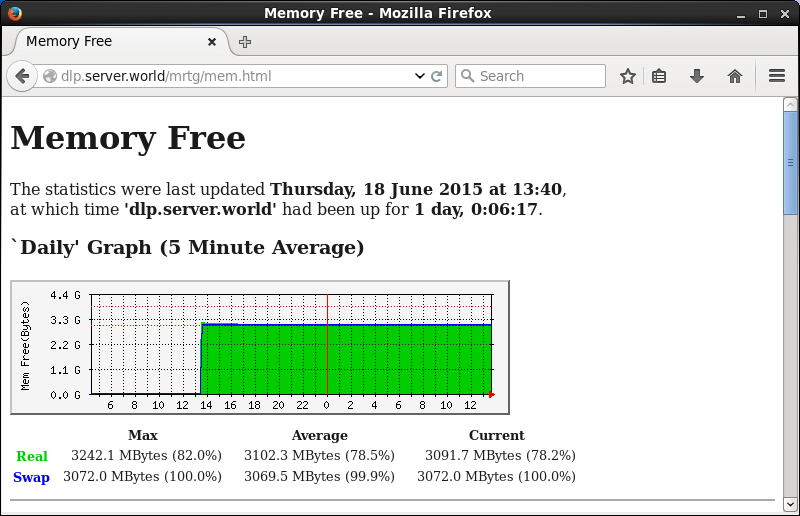 Memory Free - Mozilla Firefox
Memory Free
dlp.server.world/mrtg/mem.html
Search
Memory Free
The statistics were last updated Thursday, 18 June 2015 at 13:40,
at which time 'dlp.server.world' had been up for 1 day, 0:06:17.
`Daily' Graph (5 Minute Average)
Mem Free(Bytes)
4.4 G
3.3 G
2.2 G
1.1 G
0.0 G
6 8 10 12 14 16 18 20 22 0 2 4 6 8 10 12
Max Average Current
Real 3242.1 MBytes (82.0%) 3102.3 MBytes (78.5%) 3091.7 MBytes (78.2%)
Swap 3072.0 MBytes (100.0%) 3069.5 MBytes (99.9%) 3072.0 MBytes (100.0%)